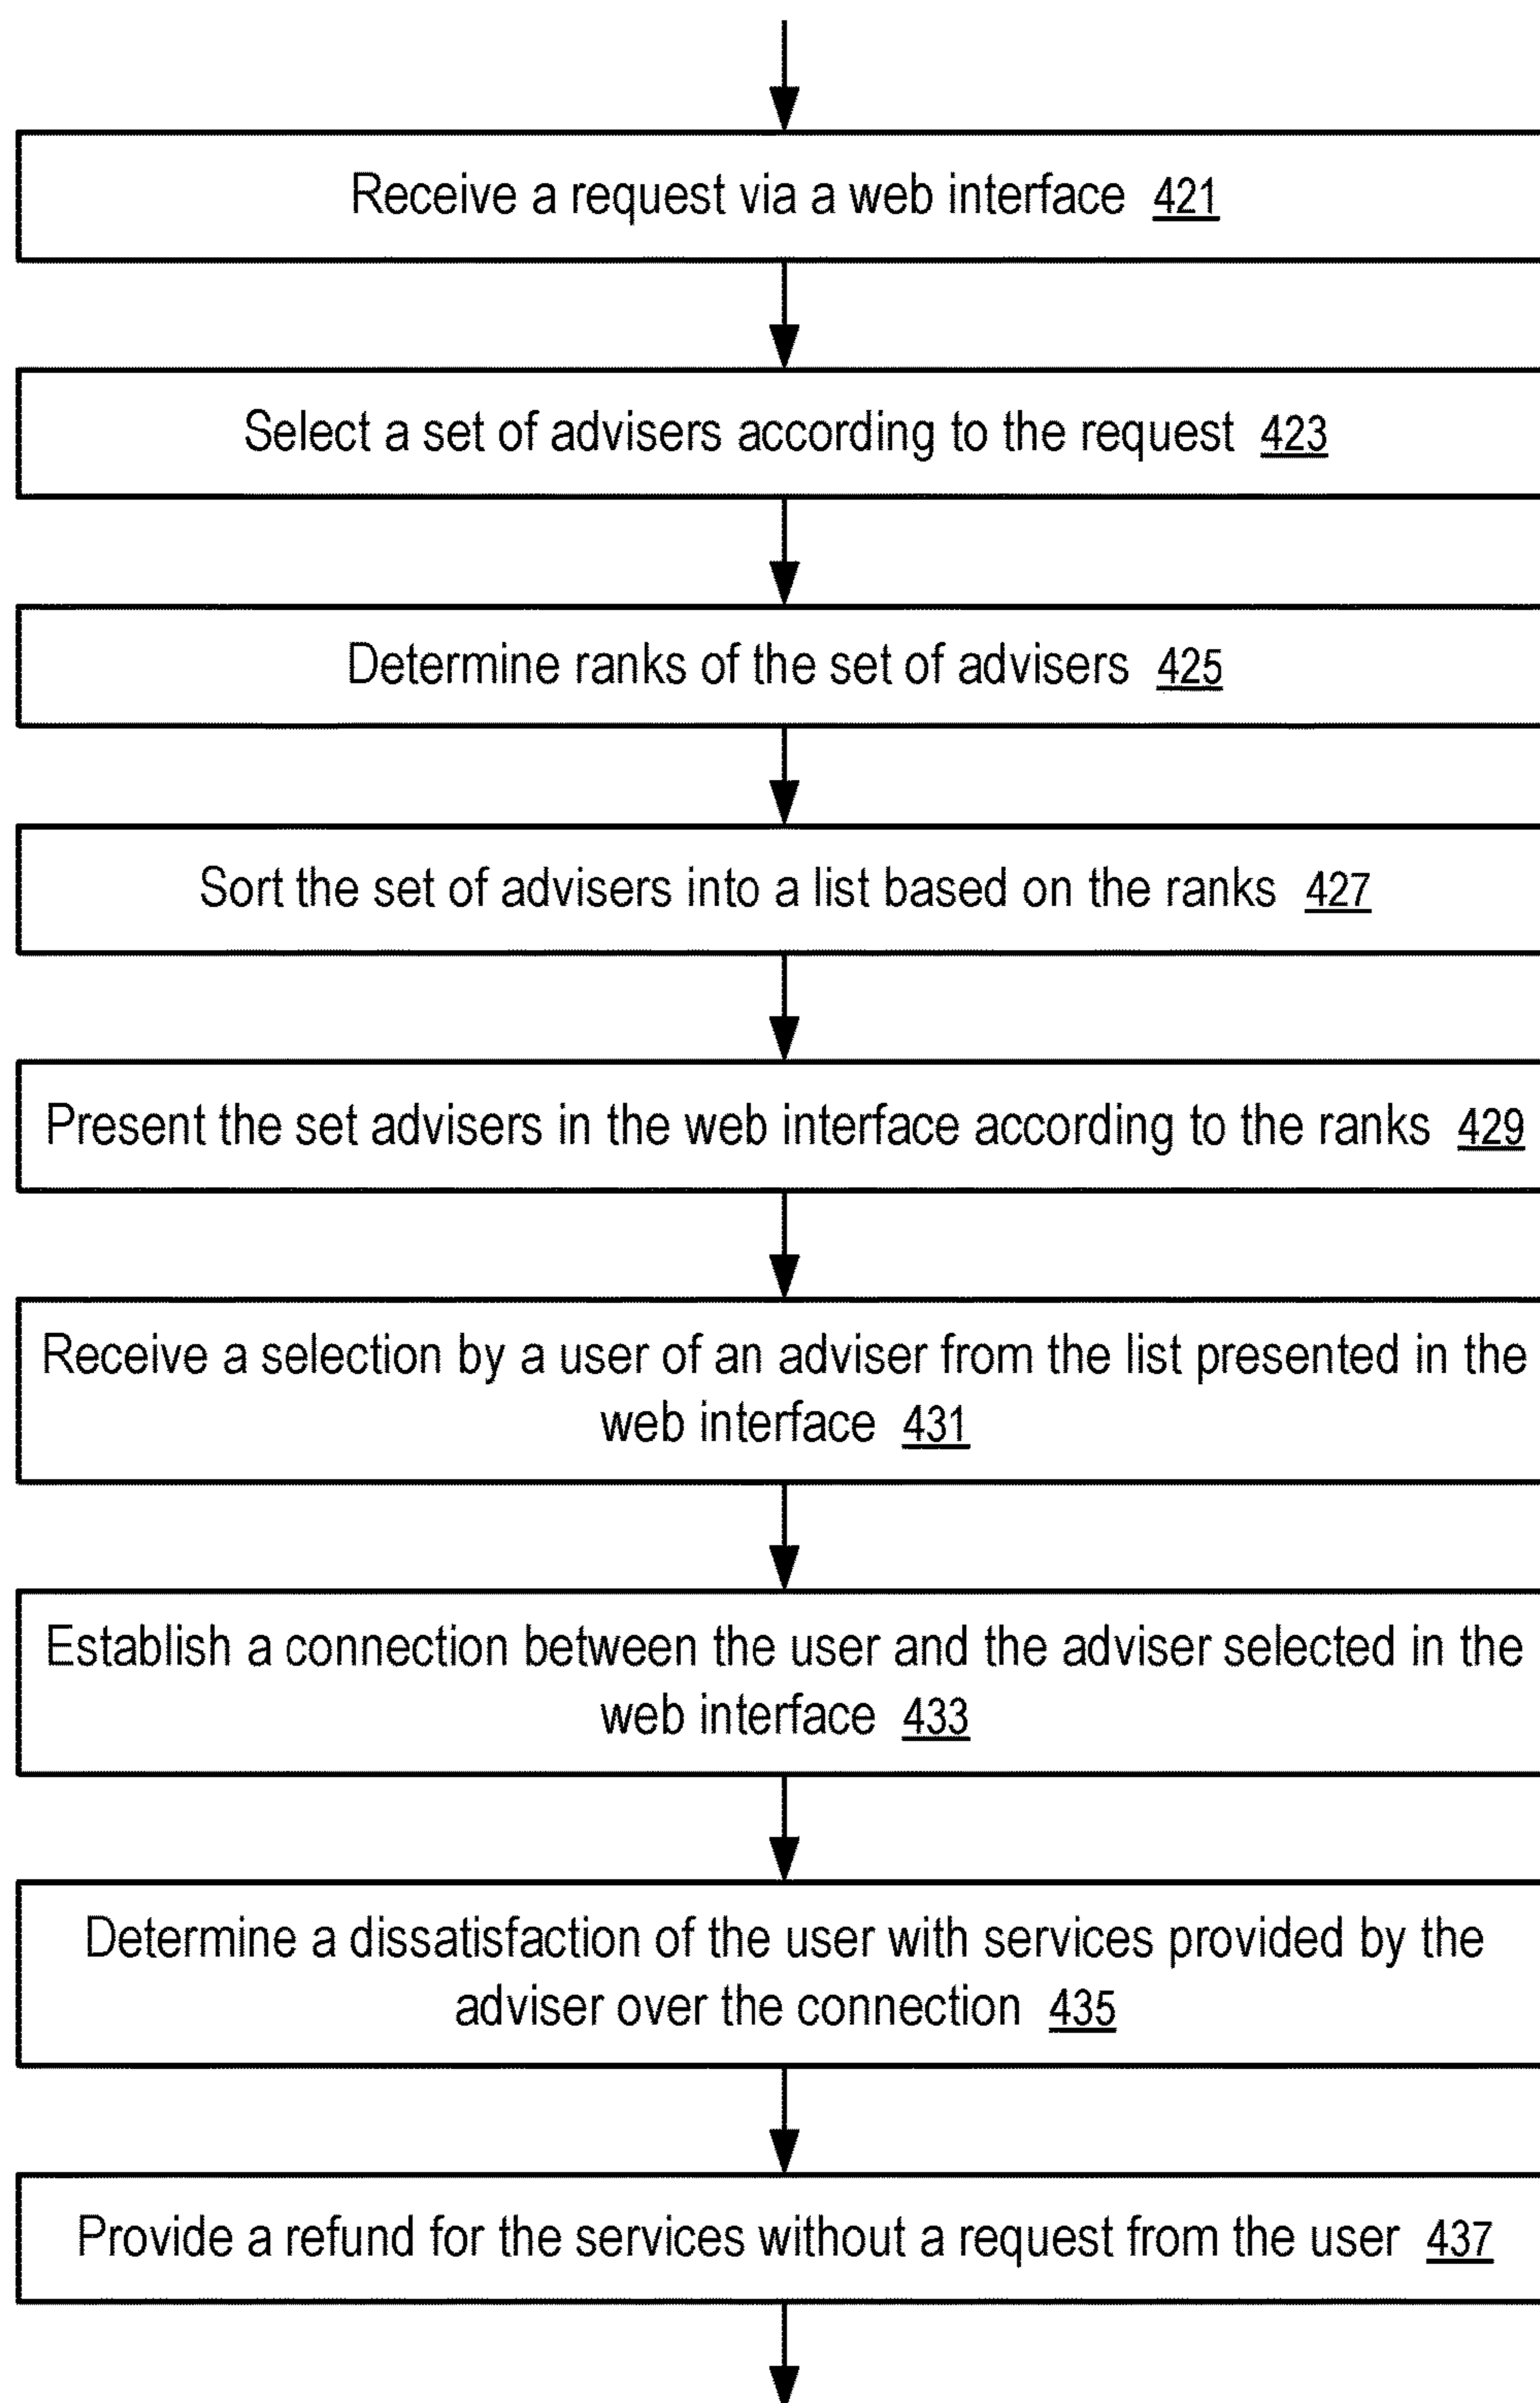 Receive a request via a web interface 421
Select a set of advisers according to the request 423
Determine ranks of the set of advisers 425
Sort the set of advisers into a list based on the ranks 427
Present the set advisers in the web interface according to the ranks 429
Receive a selection by a user of an adviser from the list presented in the
web interface 431
Establish a connection between the user and the adviser selected in the
web interface 433
Determine a dissatisfaction of the user with services provided by the
adviser over the connection 435
Provide a refund for the services without a request from the user 437